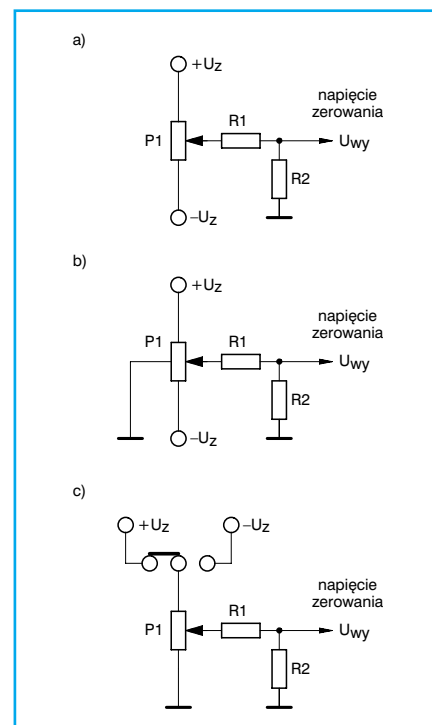 a)
+Uz
napięcie
zerowania
P1
R1
Uwy
R2
−Uz
b)
+Uz
napięcie
zerowania
P1
R1
Uwy
R2
−Uz
c)
+Uz
−Uz
napięcie
zerowania
P1
R1
Uwy
R2